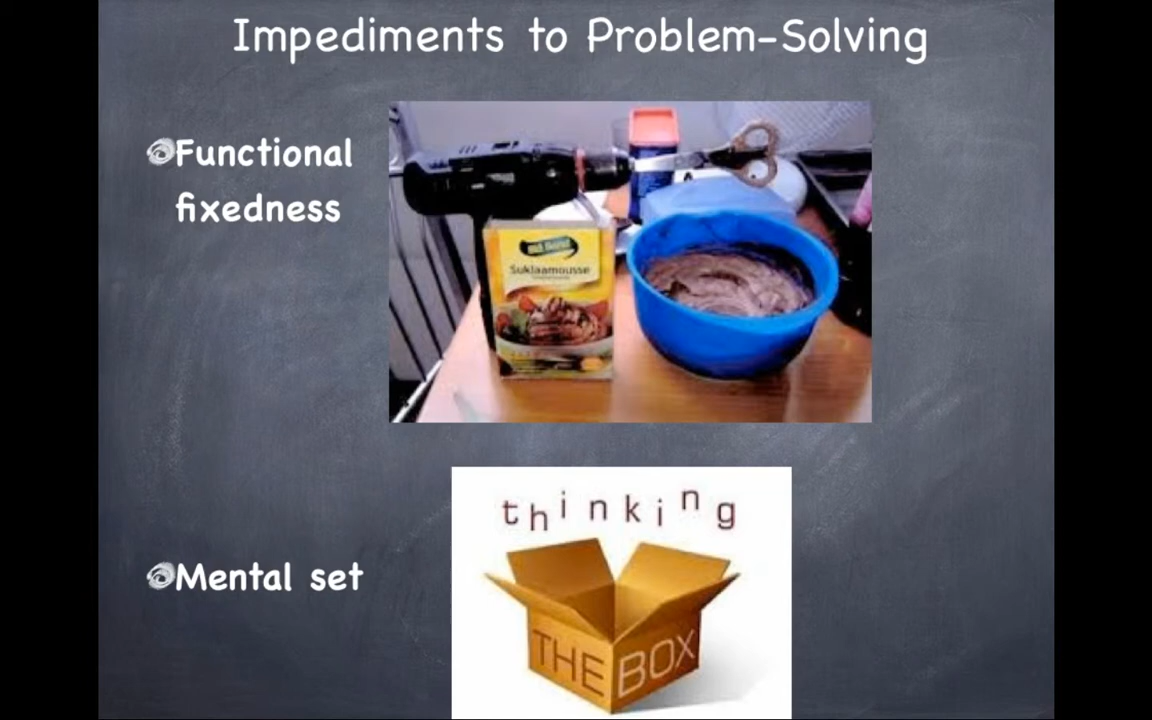 Impediments to Problem-Solving
Functional
fixedness
Suklaamousse
thinking
THE BOX
Mental set